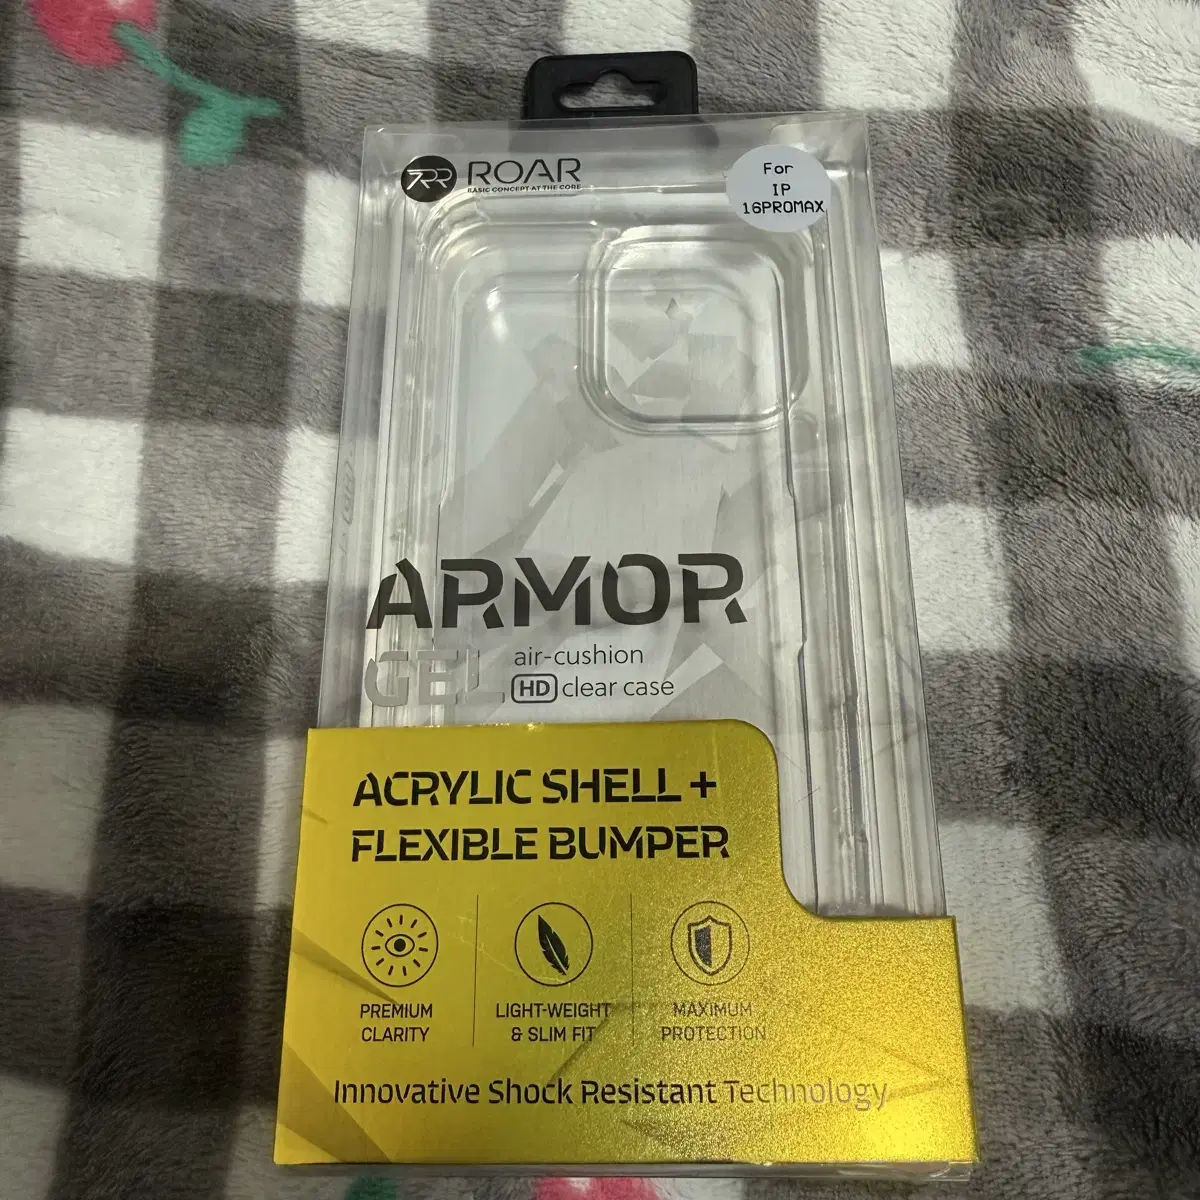 ROAR
BASIC CONCEPT AT THE CORE
For
IP
16PROMAX
ARMOR
GEL
air-cushion
HD clear case
ACRYLIC SHELL +
FLEXIBLE BUMPER
PREMIUM
CLARITY
LIGHT-WEIGHT
& SLIM FIT
MAXIMUM
PROTECTION
Innovative Shock Resistant Technology